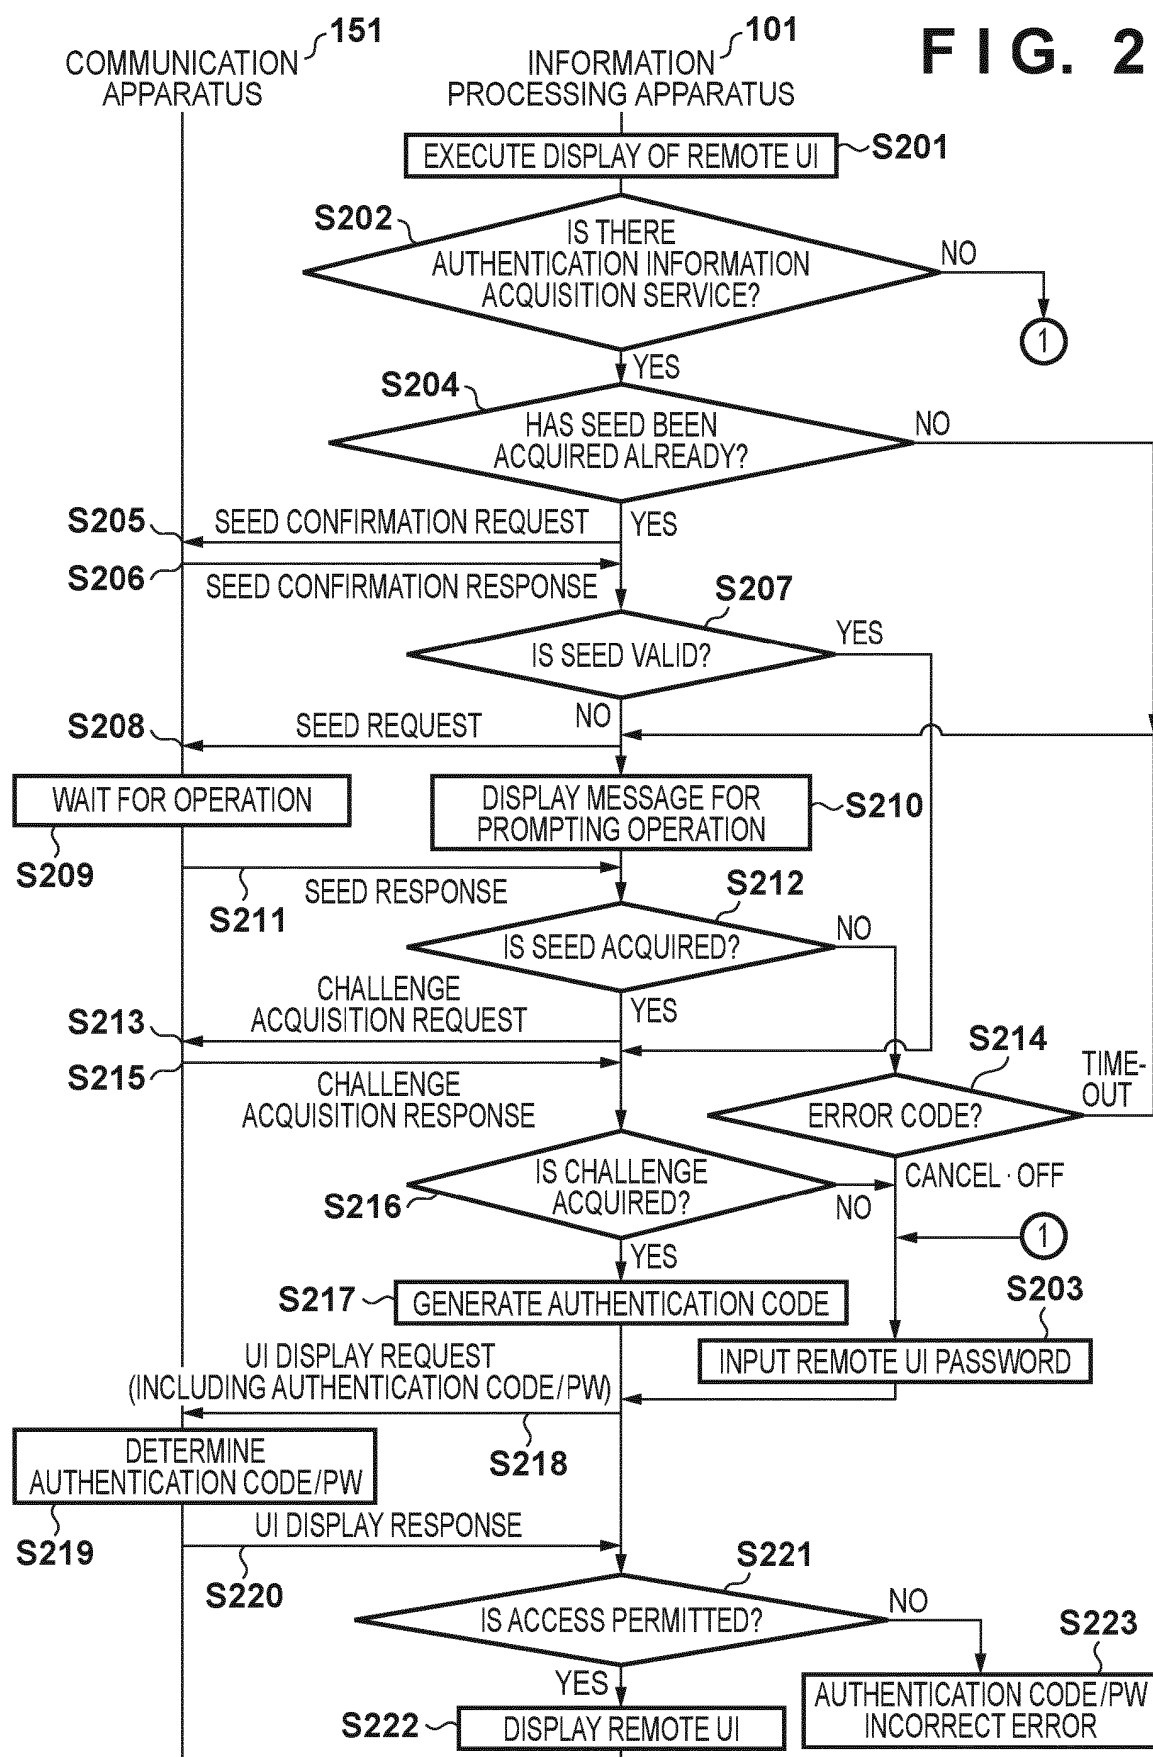 FIG. 2
151
COMMUNICATION
APPARATUS
101
INFORMATION
PROCESSING APPARATUS
EXECUTE DISPLAY OF REMOTE UI
S201
S202
IS THERE
AUTHENTICATION INFORMATION
ACQUISITION SERVICE?
NO
1
YES
S204
HAS SEED BEEN
ACQUIRED ALREADY?
NO
YES
S205
SEED CONFIRMATION REQUEST
S206
SEED CONFIRMATION RESPONSE
S207
IS SEED VALID?
YES
NO
S208
SEED REQUEST
WAIT FOR OPERATION
S209
DISPLAY MESSAGE FOR
PROMPTING OPERATION
S210
S211
SEED RESPONSE
S212
IS SEED ACQUIRED?
NO
YES
CHALLENGE
ACQUISITION REQUEST
S213
S215
CHALLENGE
ACQUISITION RESPONSE
S214
ERROR CODE?
TIME-
OUT
CANCEL · OFF
S216
IS CHALLENGE
ACQUIRED?
NO
YES
1
S217
GENERATE AUTHENTICATION CODE
S203
INPUT REMOTE UI PASSWORD
UI DISPLAY REQUEST
(INCLUDING AUTHENTICATION CODE/PW)
S218
DETERMINE
AUTHENTICATION CODE/PW
S219
UI DISPLAY RESPONSE
S220
S221
IS ACCESS PERMITTED?
NO
YES
S223
AUTHENTICATION CODE/PW
INCORRECT ERROR
S222
DISPLAY REMOTE UI